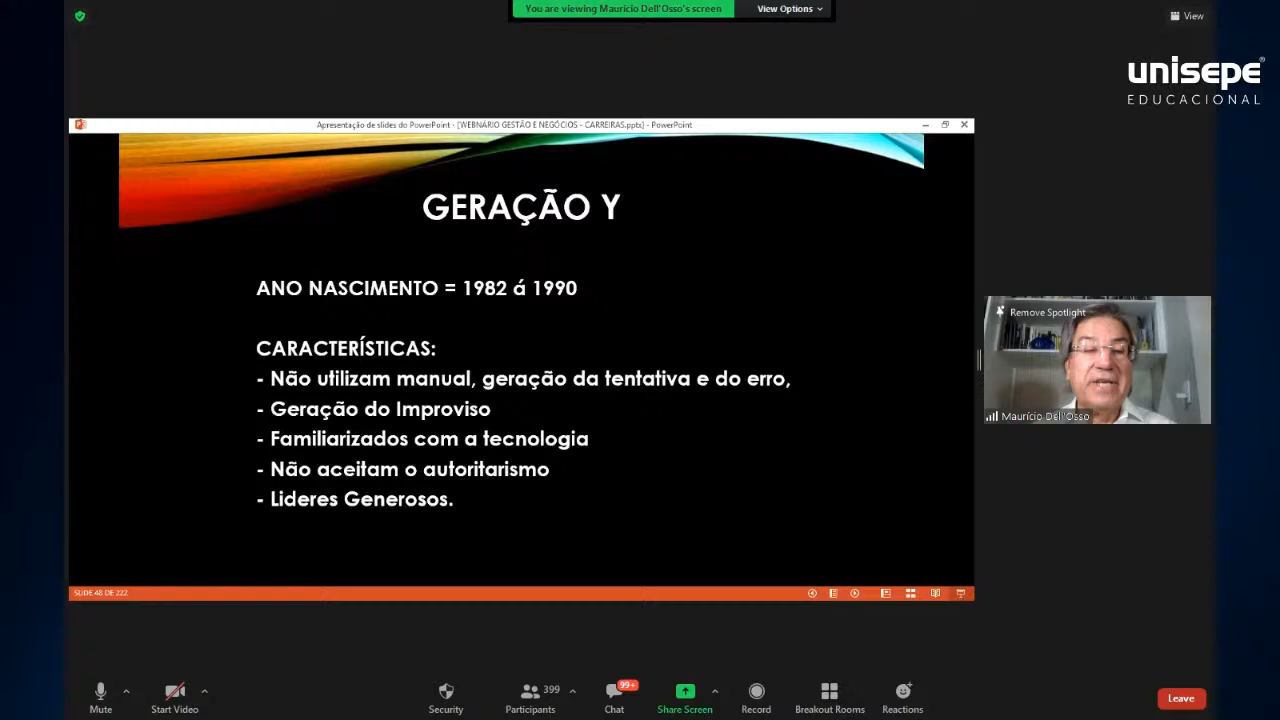 You are viewing Maurício Dell'Osso's screen
View Options
View
unisepe
EDUCACIONAL
Apresentação de slides do PowerPoint - [WEBNÁRIO GESTÃO E NEGÓCIOS - CARREIRAS.pptx] - PowerPoint
GERAÇÃO Y
ANO NASCIMENTO = 1982 á 1990
CARACTERÍSTICAS:
- Não utilizam manual, geração da tentativa e do erro,
- Geração do Improviso
- Familiarizados com a tecnologia
- Não aceitam o autoritarismo
- Lideres Generosos.
Remove Spotlight
Maurício Dell'Osso
SLIDE 48 DE 222
Mute
Start Video
Security
399
Participants
99+
Chat
Share Screen
Record
Breakout Rooms
Reactions
Leave